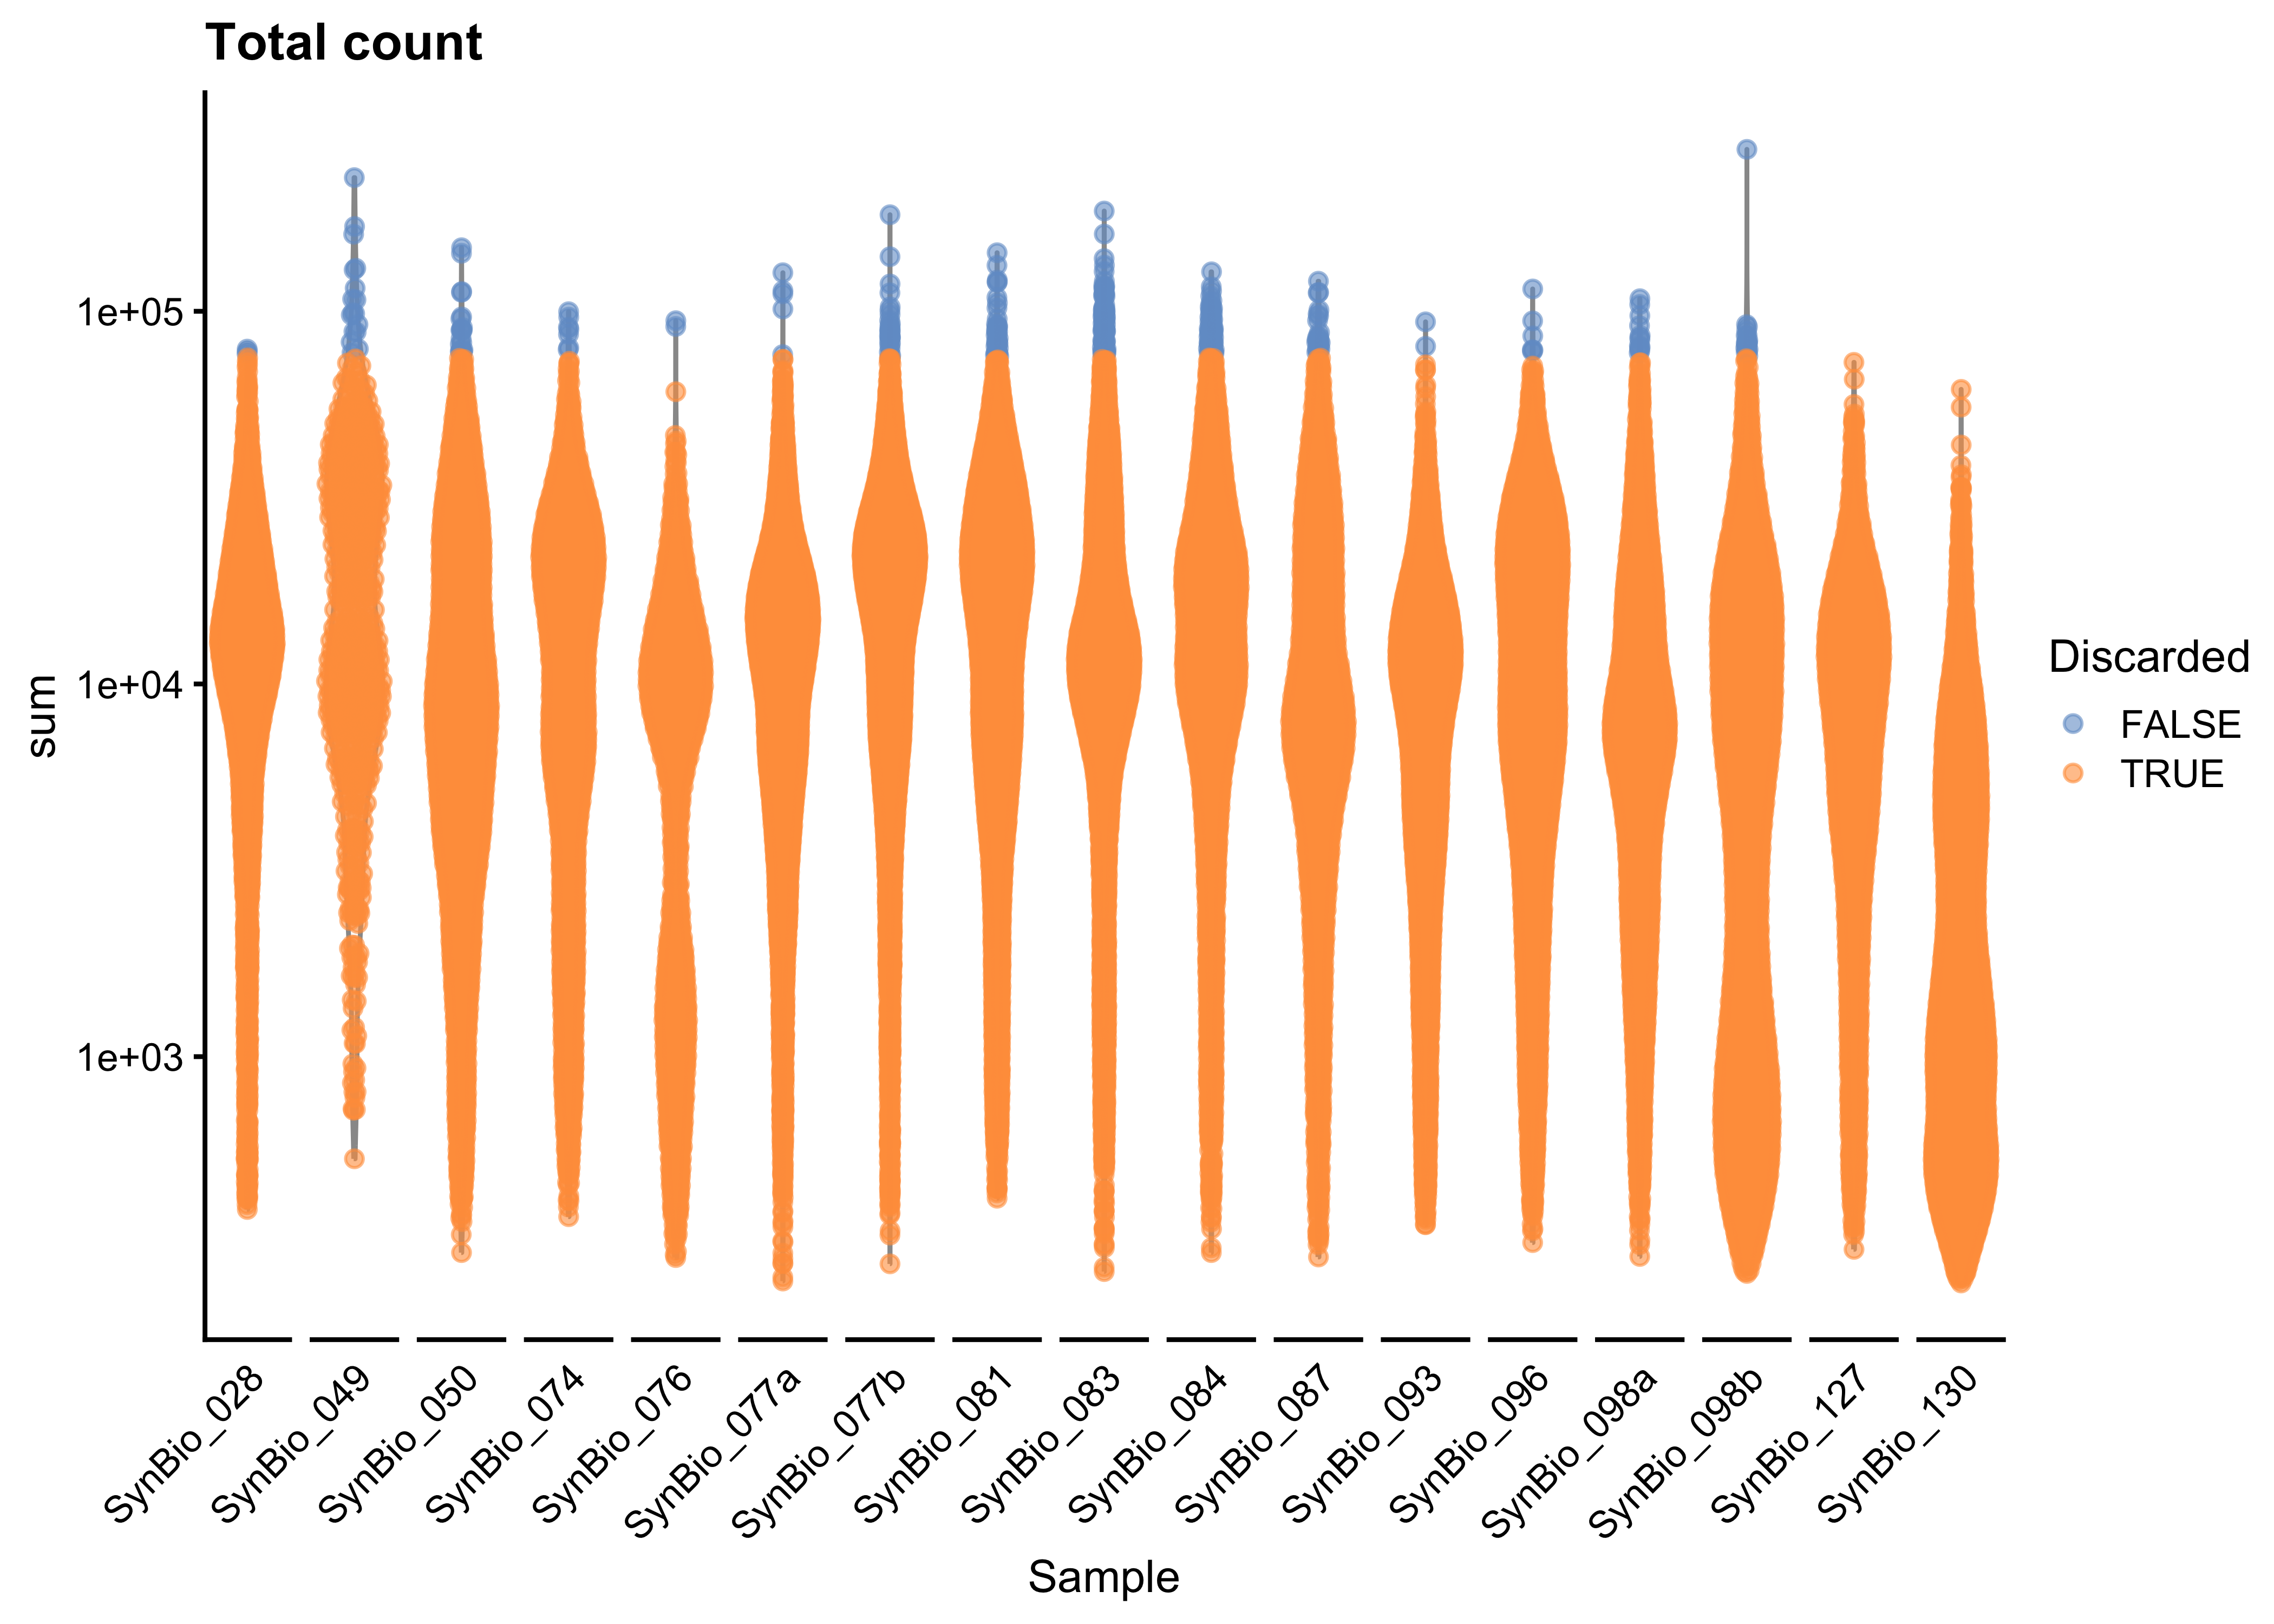 Total count
sum
1e+05
1e+04
1e+03
SynBio_028
SynBio_049
SynBio_050
SynBio_074
SynBio_076
SynBio_077a
SynBio_077b
SynBio_081
SynBio_083
SynBio_084
SynBio_087
SynBio_093
SynBio_096
SynBio_098a
SynBio_098b
SynBio_127
SynBio_130
Sample
Discarded
FALSE
TRUE